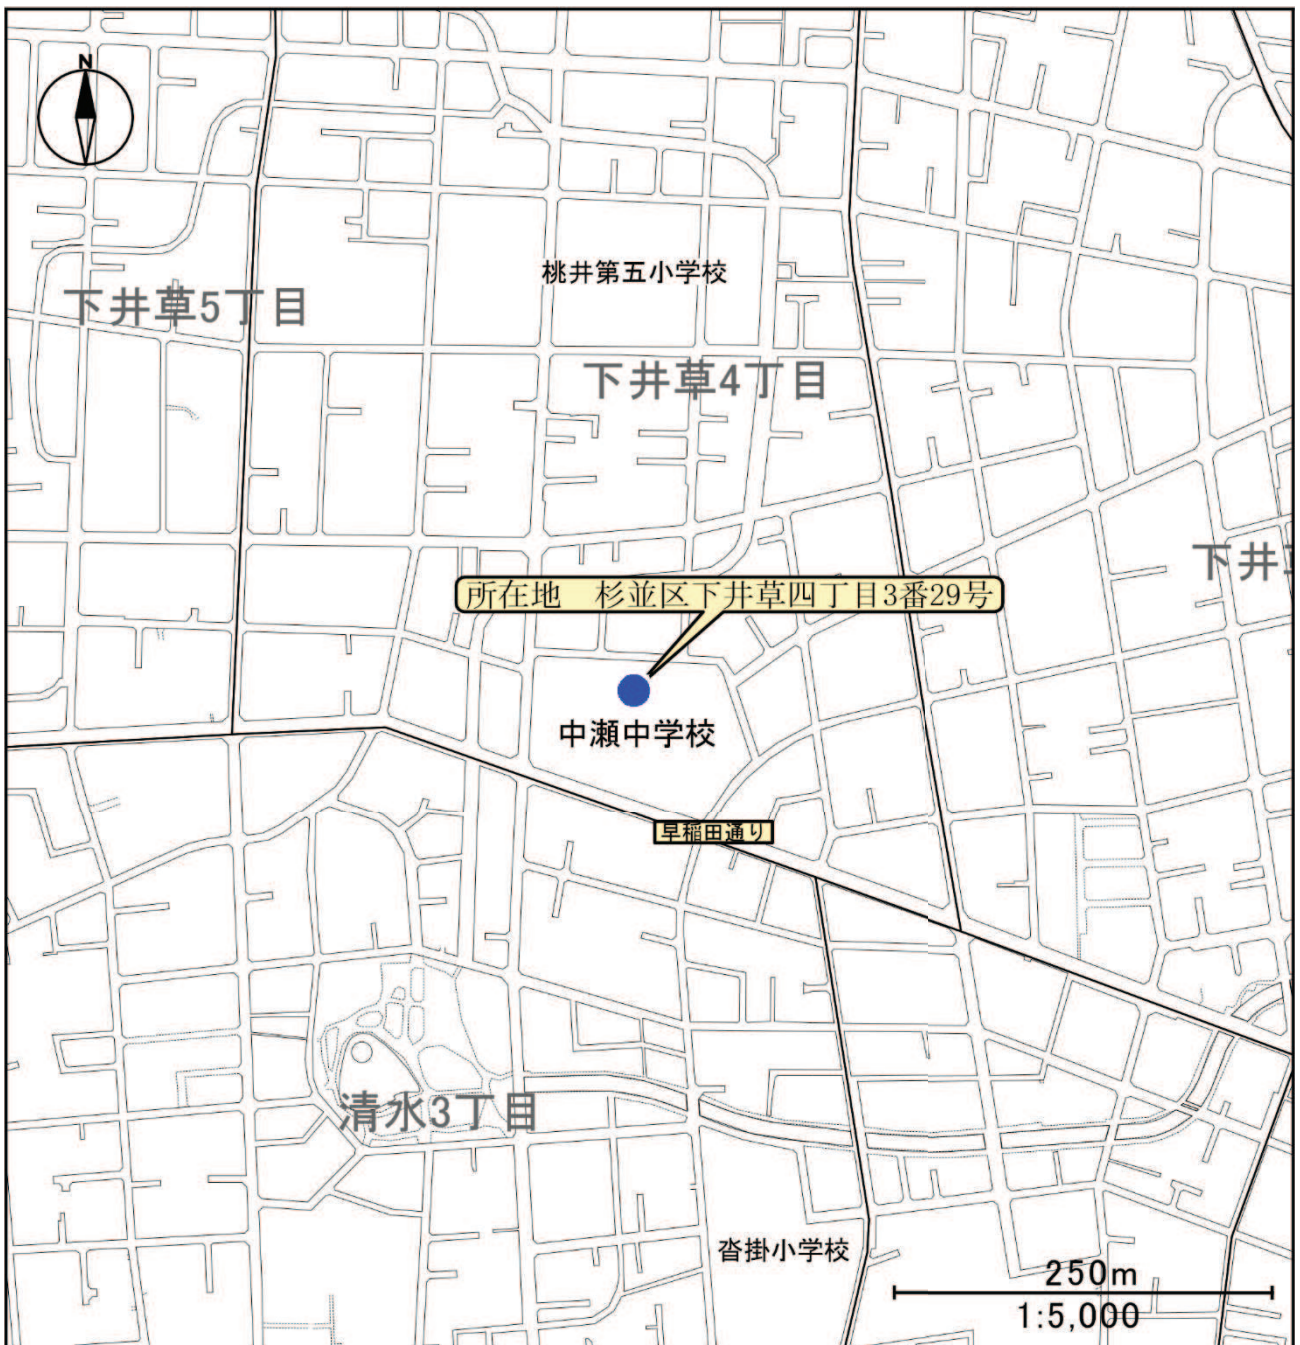 N
桃井第五小学校
下井草5丁目
下井草4丁目
下井
所在地　杉並区下井草四丁目3番29号
中瀬中学校
早稲田通り
清水3丁目
沓掛小学校
250m
1:5,000